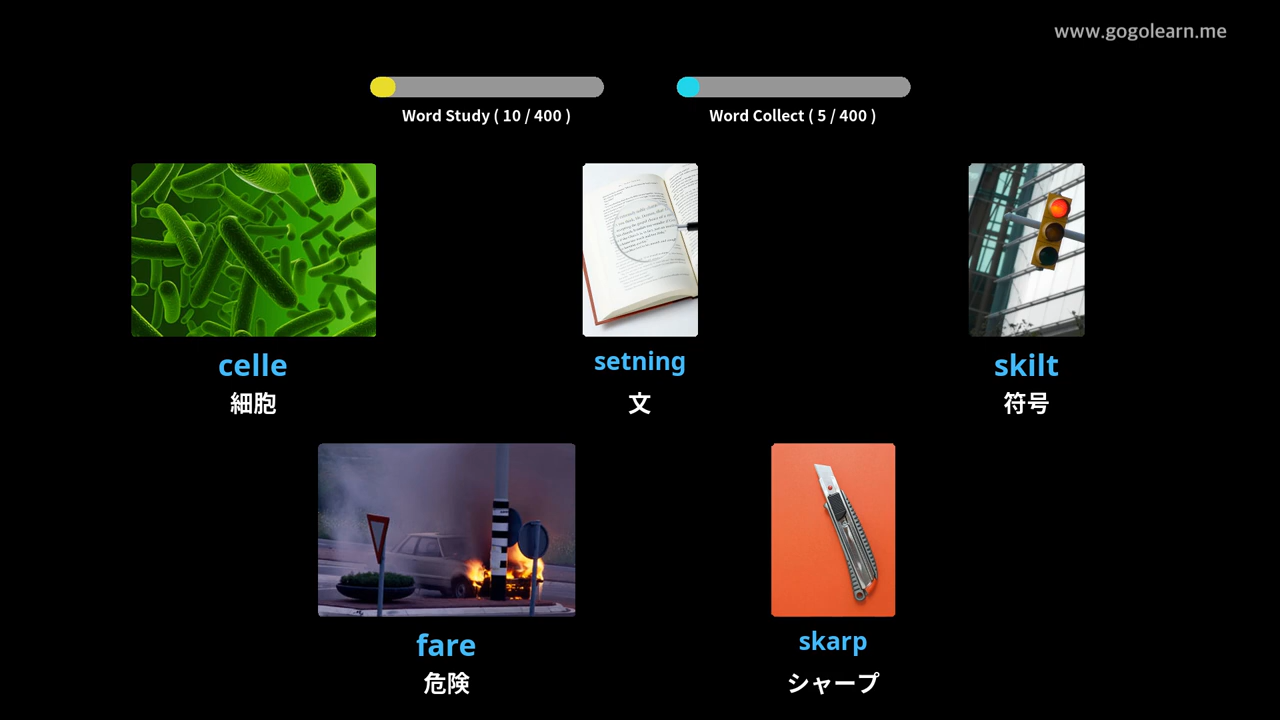 www.gogolearn.me
Word Study ( 10 / 400 )
Word Collect ( 5 / 400 )
celle
細胞
setning
文
skilt
符号
fare
危険
skarp
シャープ